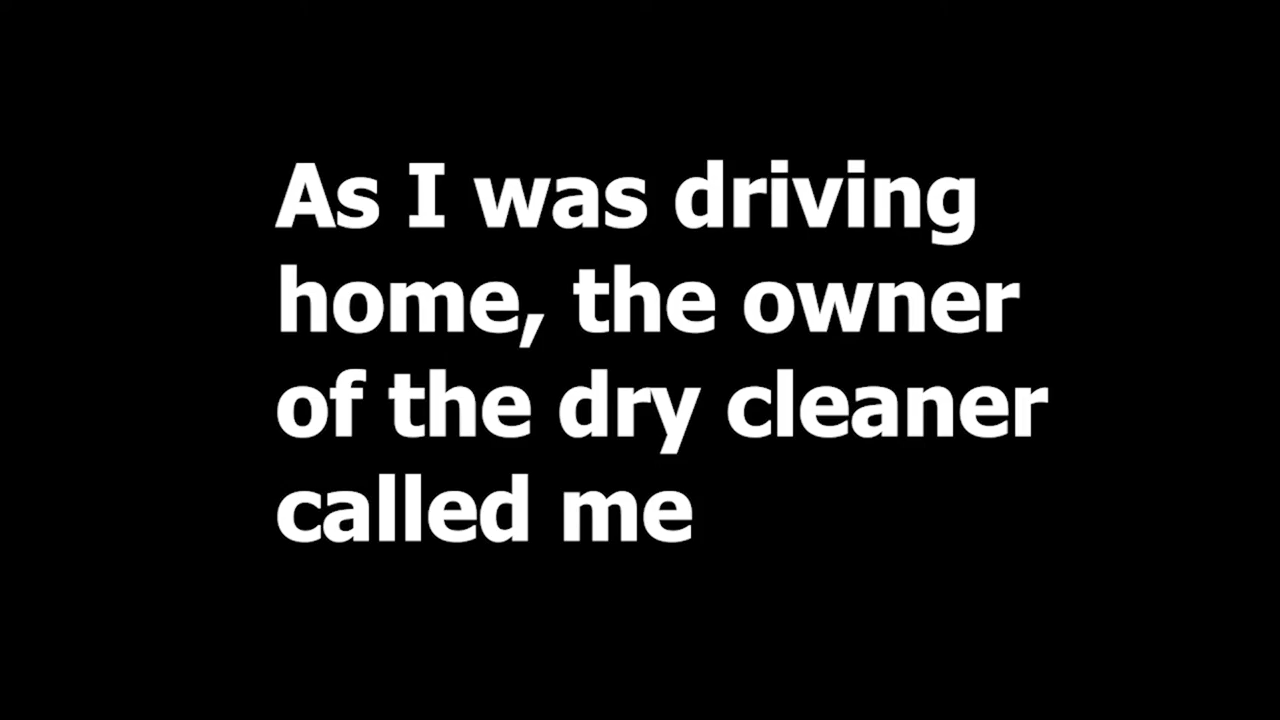 As I was driving
home, the owner
of the dry cleaner
called me